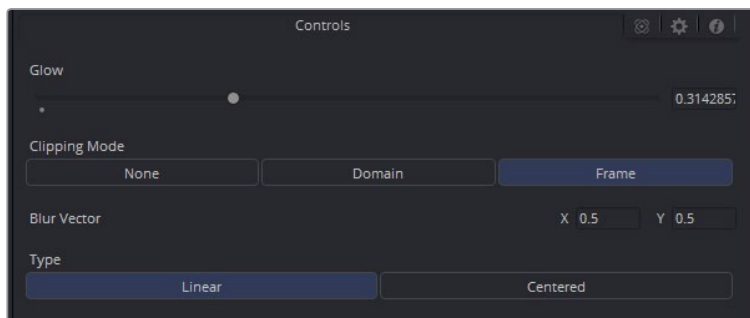 Controls
Glow
0.3142857
Clipping Mode
None Domain Frame
Blur Vector X 0.5 Y 0.5
Type
Linear Centered